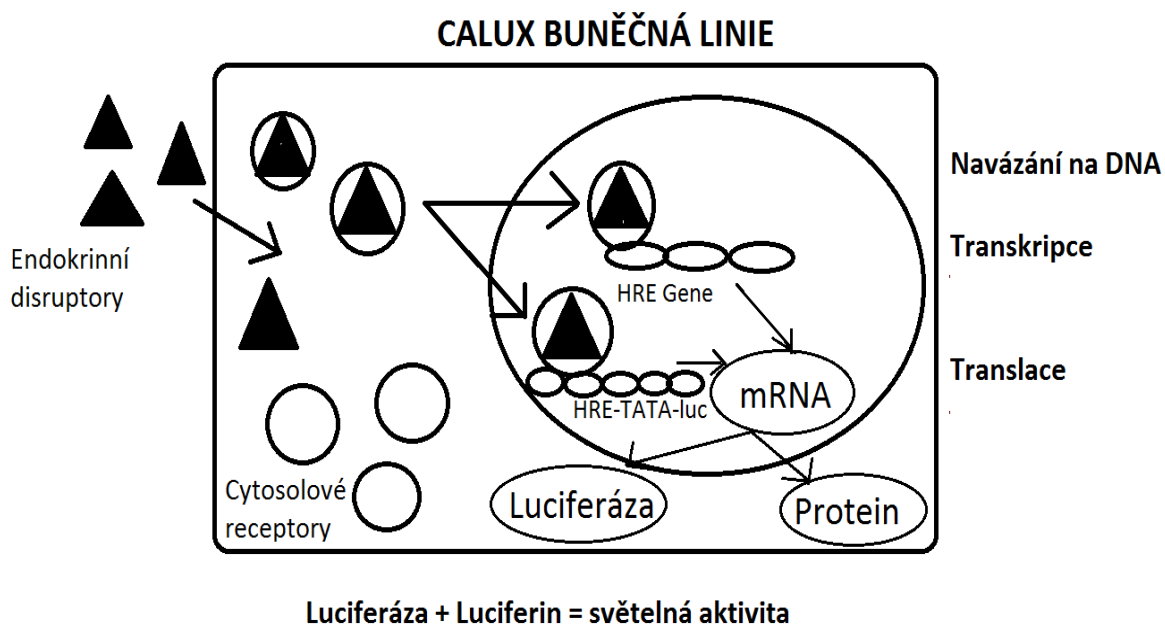 CALUX BUNĚČNÁ LINIE
Endokrinní
disruptory
Cytosolové
receptory
HRE Gene
HRE-TATA-luc
mRNA
Luciferáza
Protein
Navázání na DNA
Transkripce
Translace
Luciferáza + Luciferin = světelná aktivita